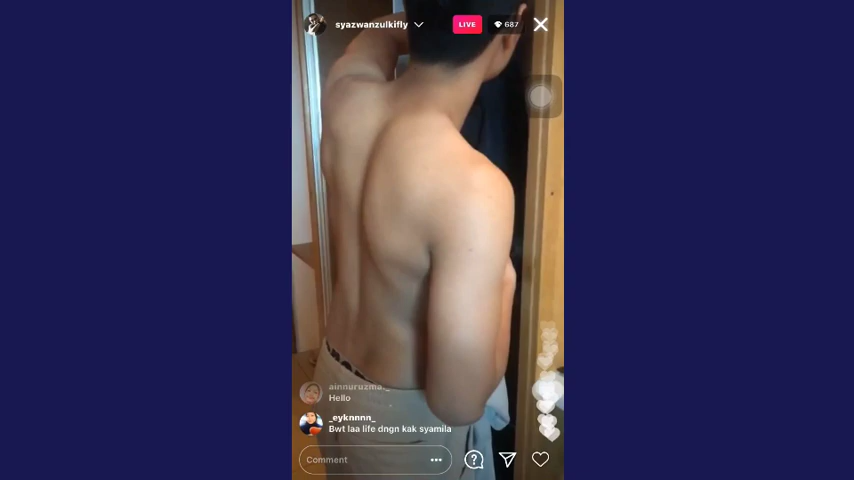 syazwanzulkifly
LIVE
687
Hello
_eyknnnn_
Bwt laa life dngn kak syamila
Comment